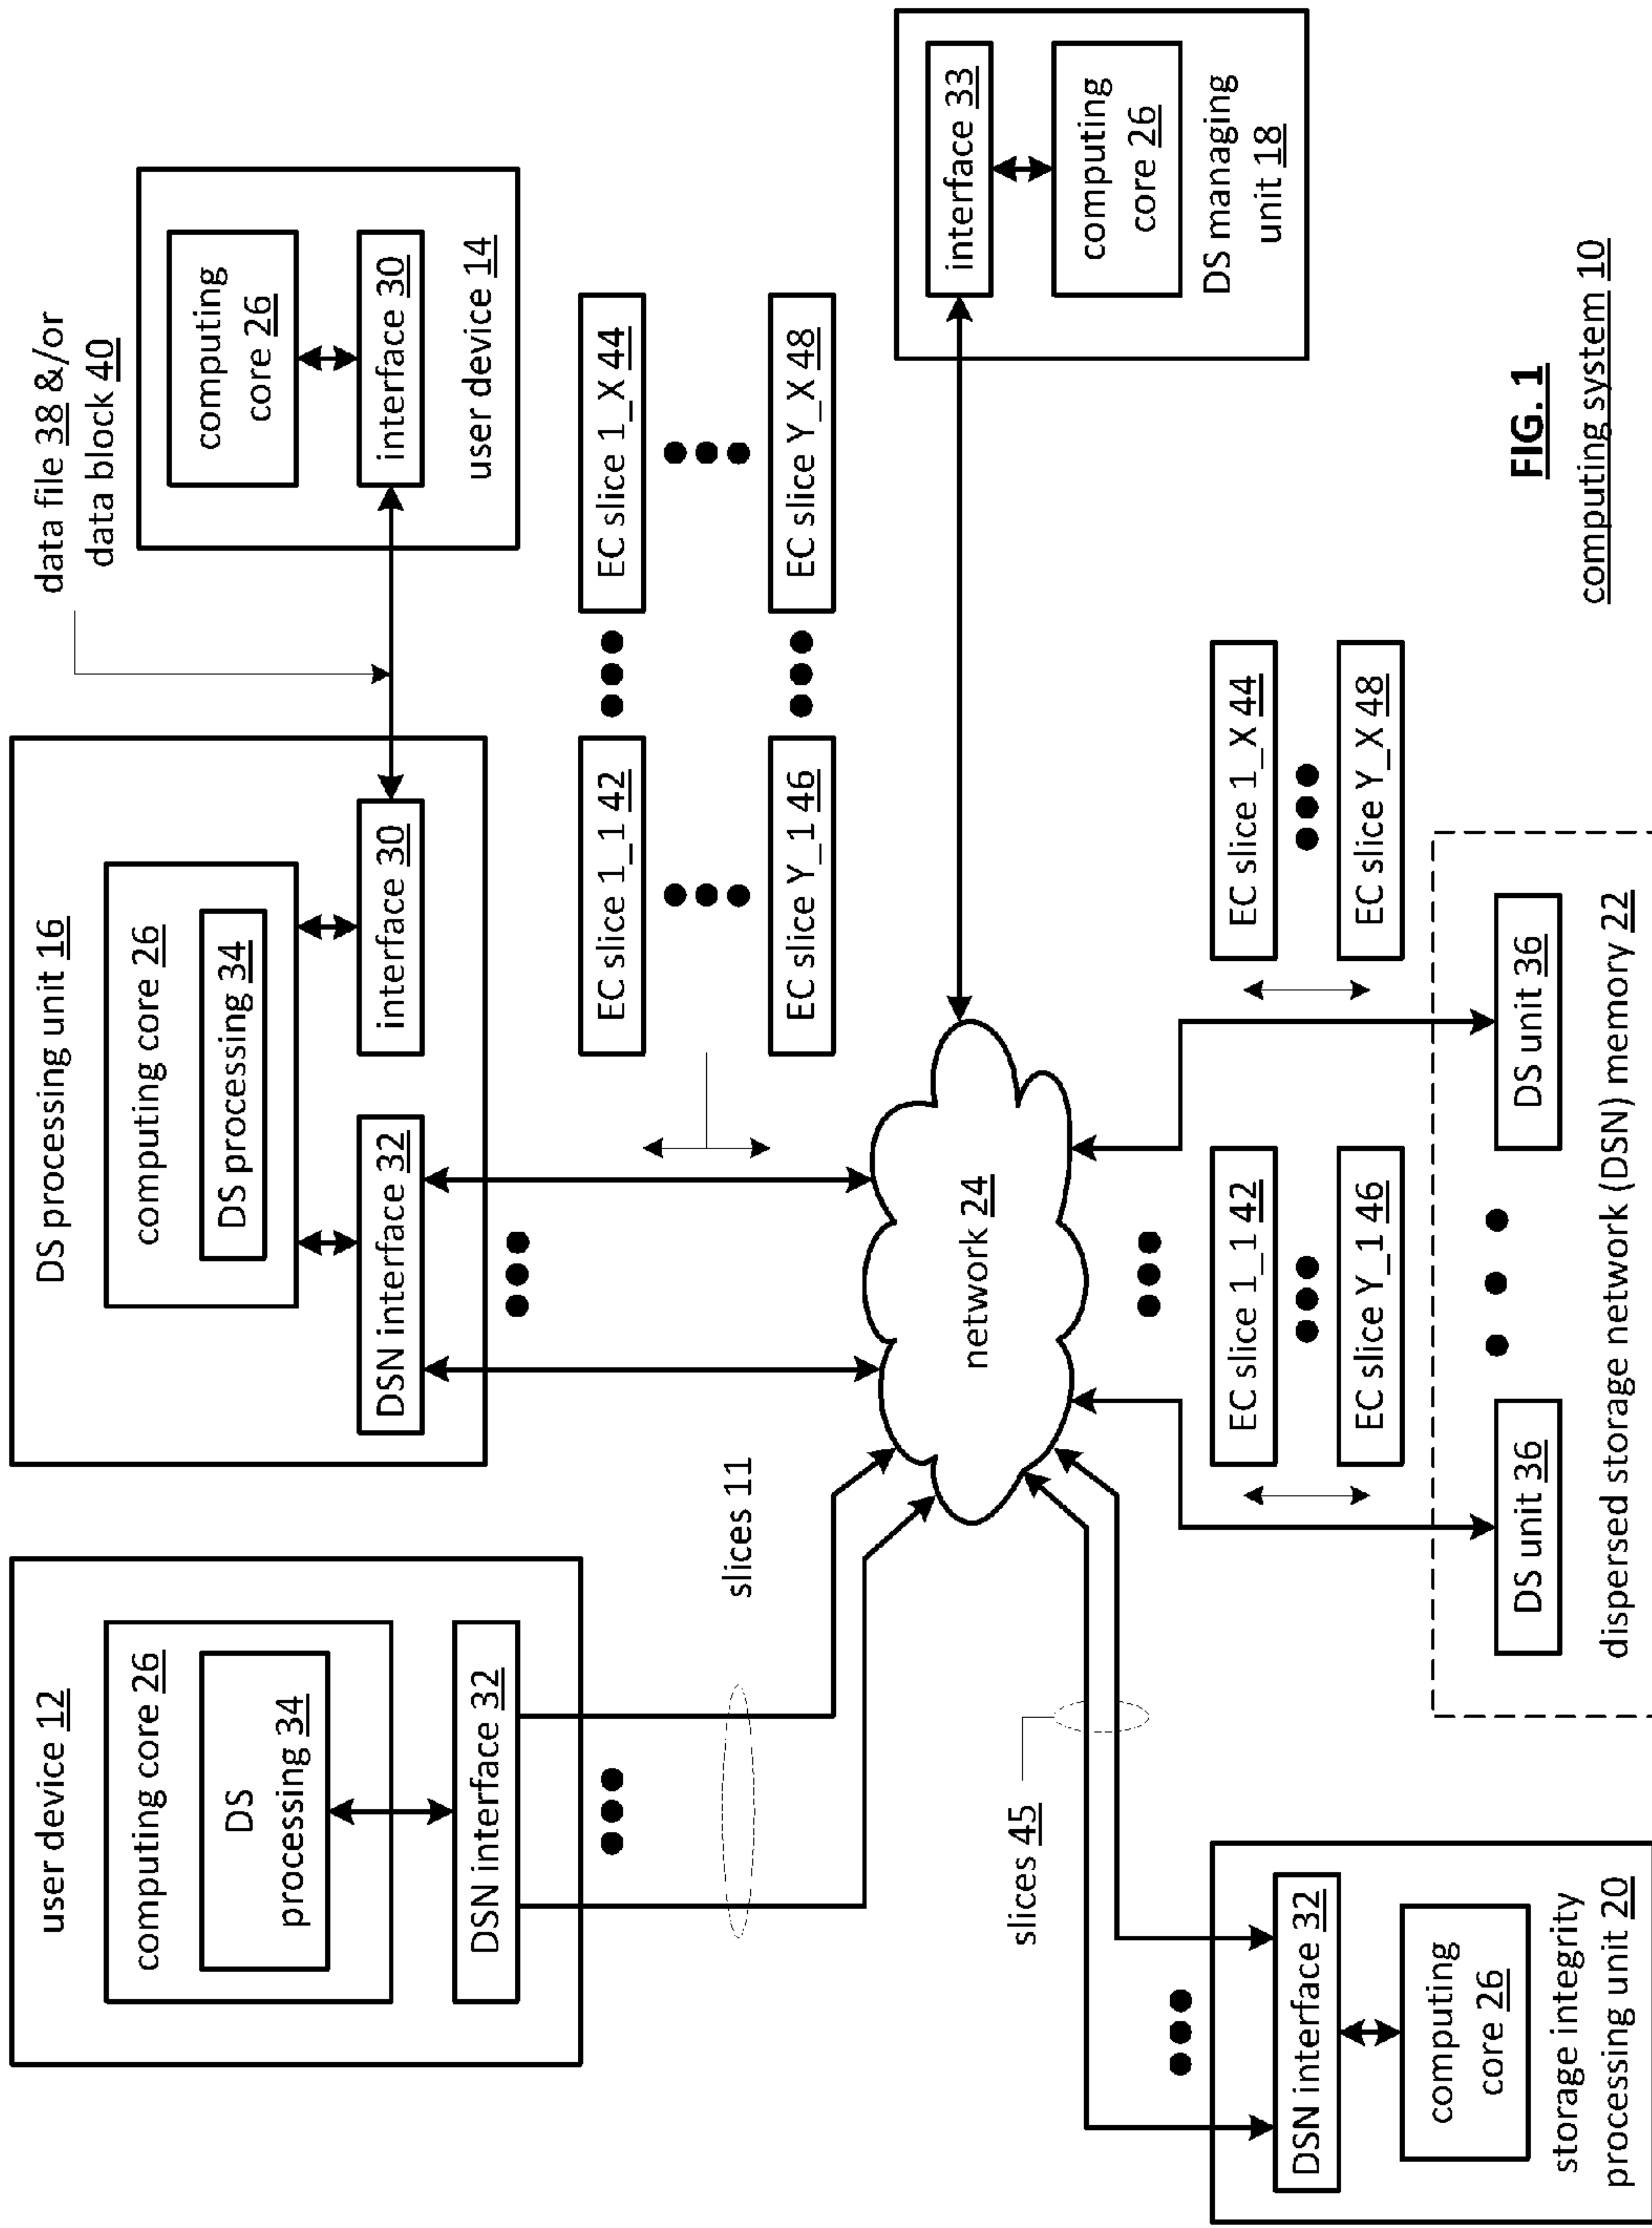 user device 12
computing core 26
DS
processing 34
DSN interface 32
slices 11
DS processing unit 16
computing core 26
DS processing 34
DSN interface 32
interface 30
data file 38 &/or
data block 40
computing
core 26
interface 30
user device 14
EC slice 1_1 42
EC slice 1_X 44
EC slice Y_1 46
EC slice Y_X 48
network 24
interface 33
computing
core 26
DS managing
unit 18
slices 45
DSN interface 32
computing
core 26
storage integrity
processing unit 20
EC slice 1_1 42
EC slice Y_1 46
EC slice 1_X 44
EC slice Y_X 48
DS unit 36
DS unit 36
dispersed storage network (DSN) memory 22
FIG. 1
computing system 10